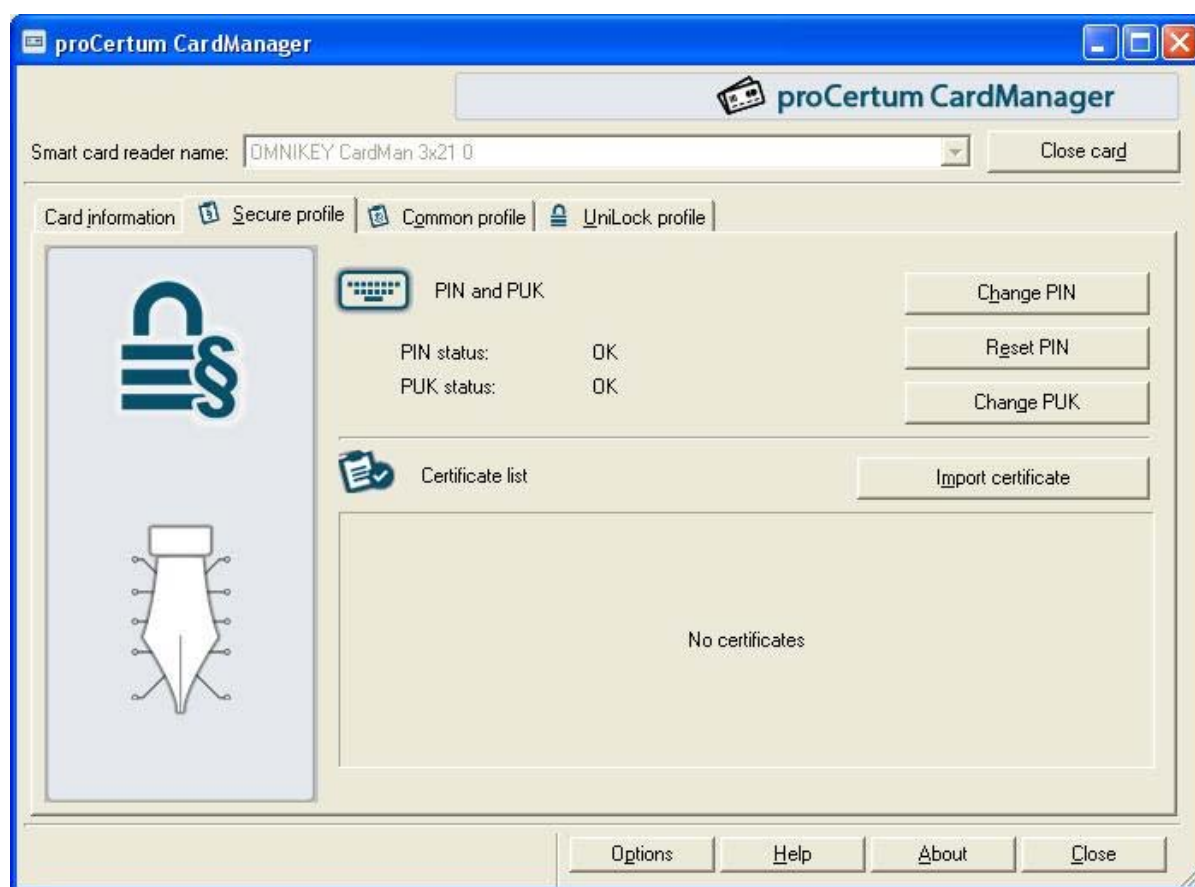 proCertum CardManager
proCertum CardManager
Smart card reader name: OMNIKEY CardMan 3x21 0 Close card
Card information Secure profile Common profile UniLock profile
PIN and PUK Change PIN
PIN status: OK Reset PIN
PUK status: OK Change PUK
Certificate list Import certificate
No certificates
Options Help About Close